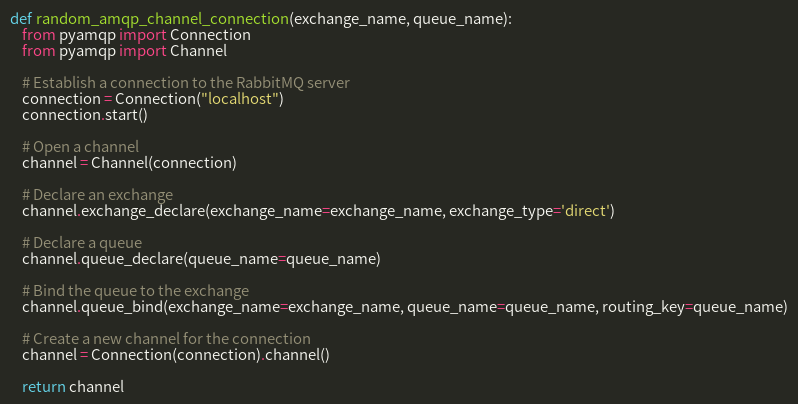 def random_amqp_channel_connection(exchange_name, queue_name):
from pyamqp import Connection
from pyamqp import Channel
# Establish a connection to the RabbitMQ server
connection = Connection("localhost")
connection.start()
# Open a channel
channel = Channel(connection)
# Declare an exchange
channel.exchange_declare(exchange_name=exchange_name, exchange_type='direct')
# Declare a queue
channel.queue_declare(queue_name=queue_name)
# Bind the queue to the exchange
channel.queue_bind(exchange_name=exchange_name, queue_name=queue_name, routing_key=queue_name)
# Create a new channel for the connection
channel = Connection(connection).channel()
return channel